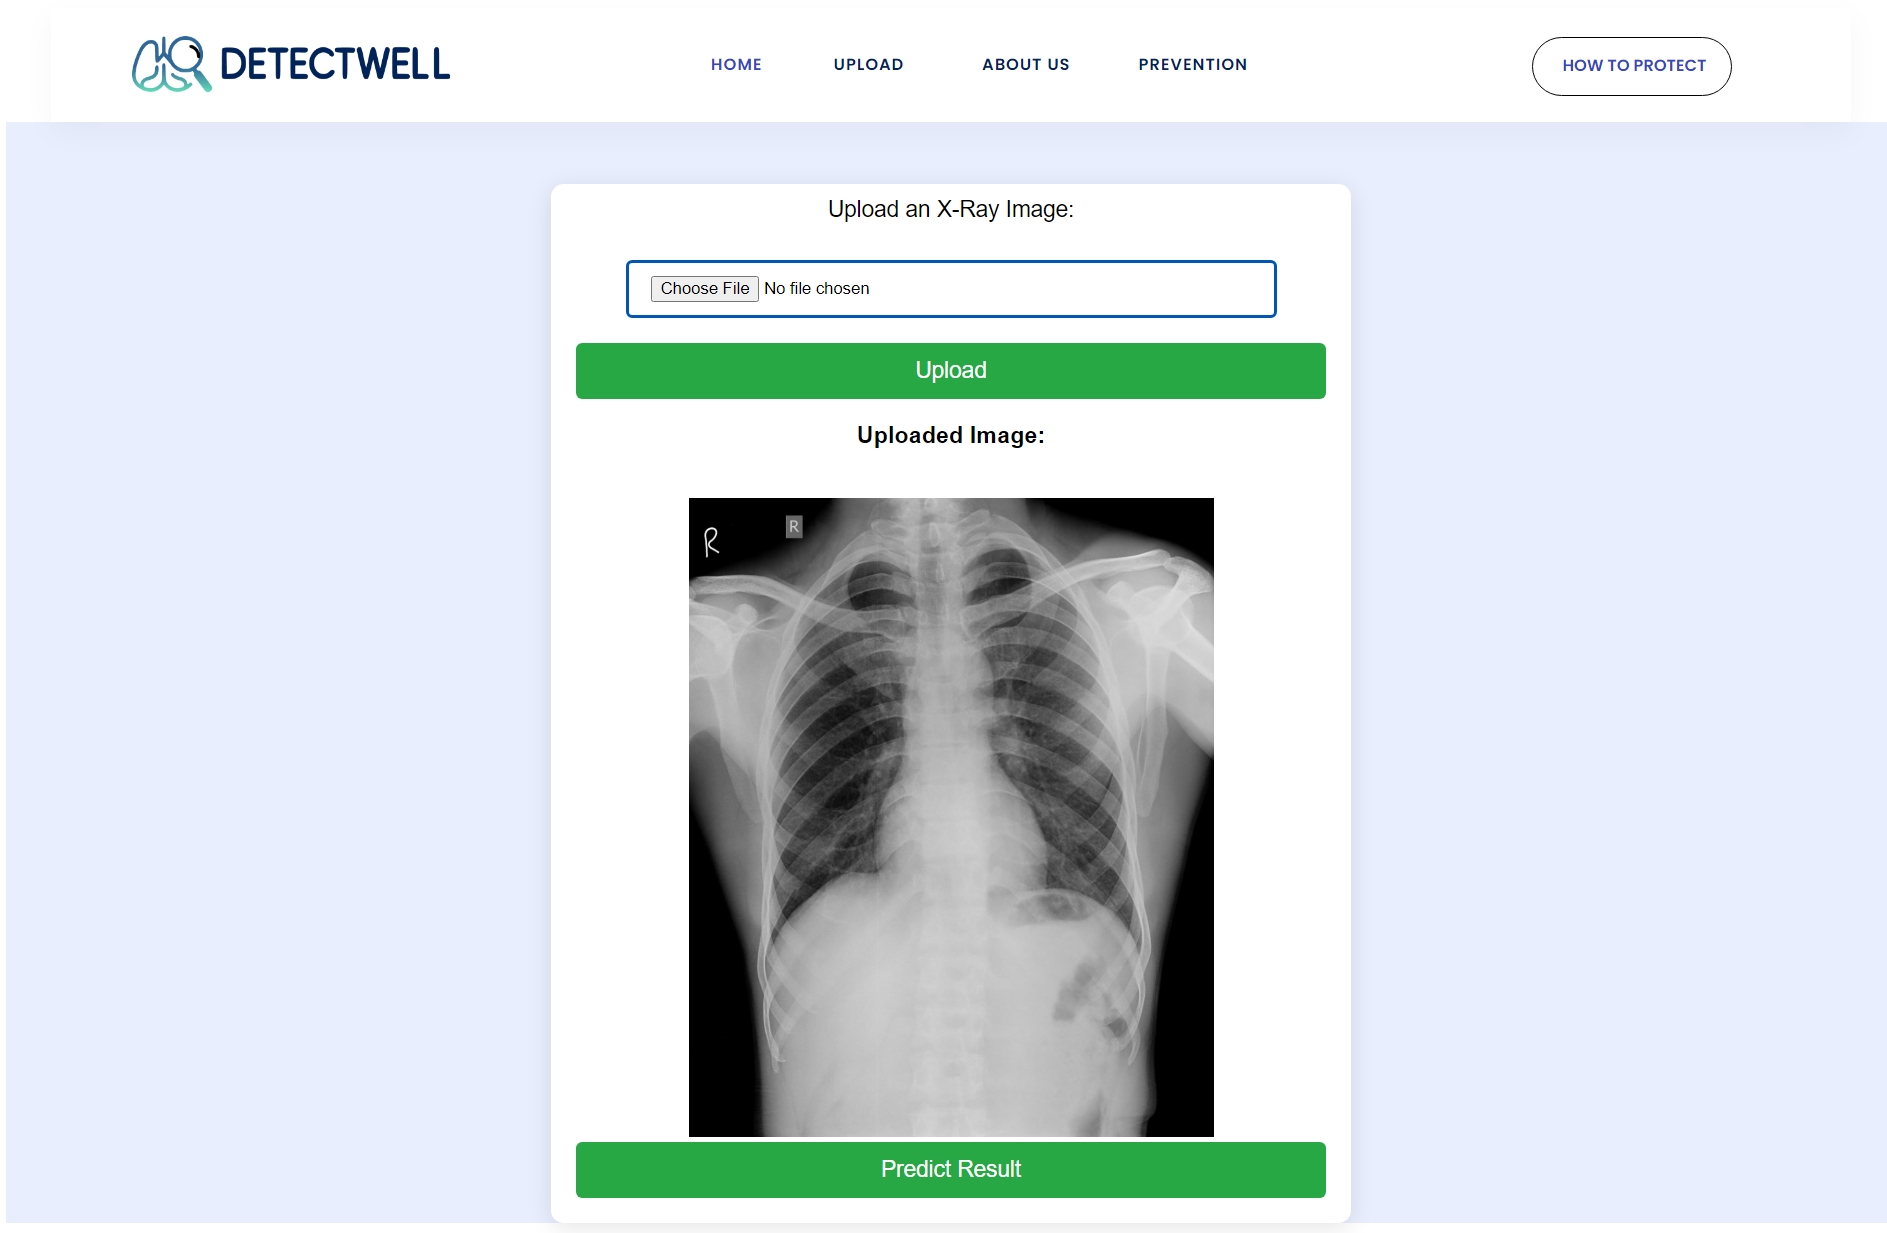 DETECTWELL
HOME
UPLOAD
ABOUT US
PREVENTION
HOW TO PROTECT
Upload an X-Ray Image:
Choose File No file chosen
Upload
Uploaded Image:
R
R
Predict Result